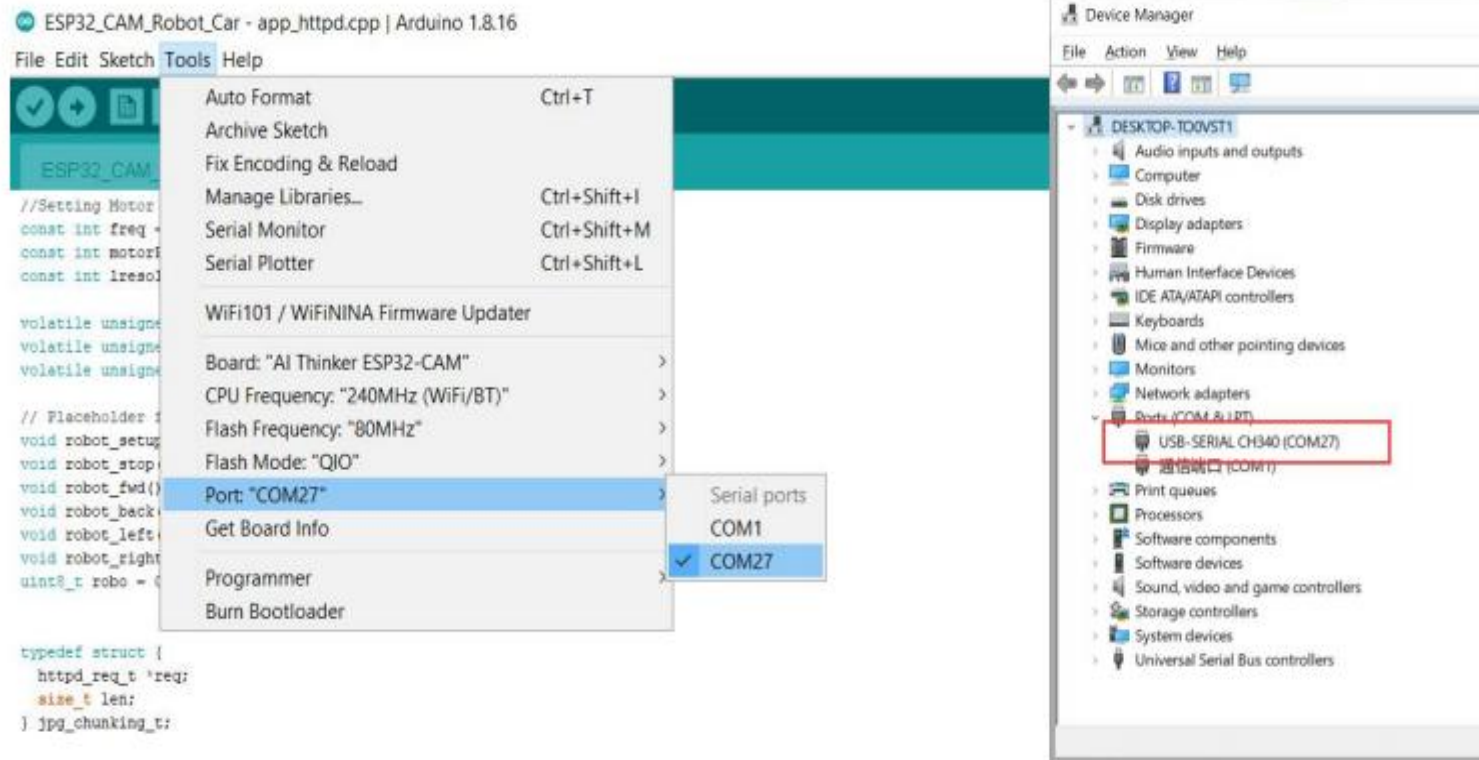 ESP32_CAM_Robot_Car - app_httpd.cpp | Arduino 1.8.16
File Edit Sketch Tools Help
Auto Format Ctrl+T
Archive Sketch
Fix Encoding & Reload
Manage Libraries... Ctrl+Shift+I
Serial Monitor Ctrl+Shift+M
Serial Plotter Ctrl+Shift+L
WiFi101 / WiFiNINA Firmware Updater
Board: "AI Thinker ESP32-CAM"
CPU Frequency: "240MHz (WiFi/BT)"
Flash Frequency: "80MHz"
Flash Mode: "QIO"
Port: "COM27"
Get Board Info
Programmer
Burn Bootloader
Serial ports
COM1
COM27
ESP32_CAM_
//Setting Motor
const int freq
const int motor
const int lresol
volatile unsigne
volatile unsigne
volatile unsigne
// Placeholder f
void robot_setup
void robot_stop(
void robot_fwd()
void robot_back(
void robot_left(
void robot_right
uint8_t robo =
typedef struct {
httpd_req_t *req;
size_t len;
} jpg_chunking_t;
Device Manager
File Action View Help
DESKTOP-TO0VST1
Audio inputs and outputs
Computer
Disk drives
Display adapters
Firmware
Human Interface Devices
IDE ATA/ATAPI controllers
Keyboards
Mice and other pointing devices
Monitors
Network adapters
Ports (COM & LPT)
USB-SERIAL CH340 (COM27)
通信端口 (COM1)
Print queues
Processors
Software components
Software devices
Sound, video and game controllers
Storage controllers
System devices
Universal Serial Bus controllers